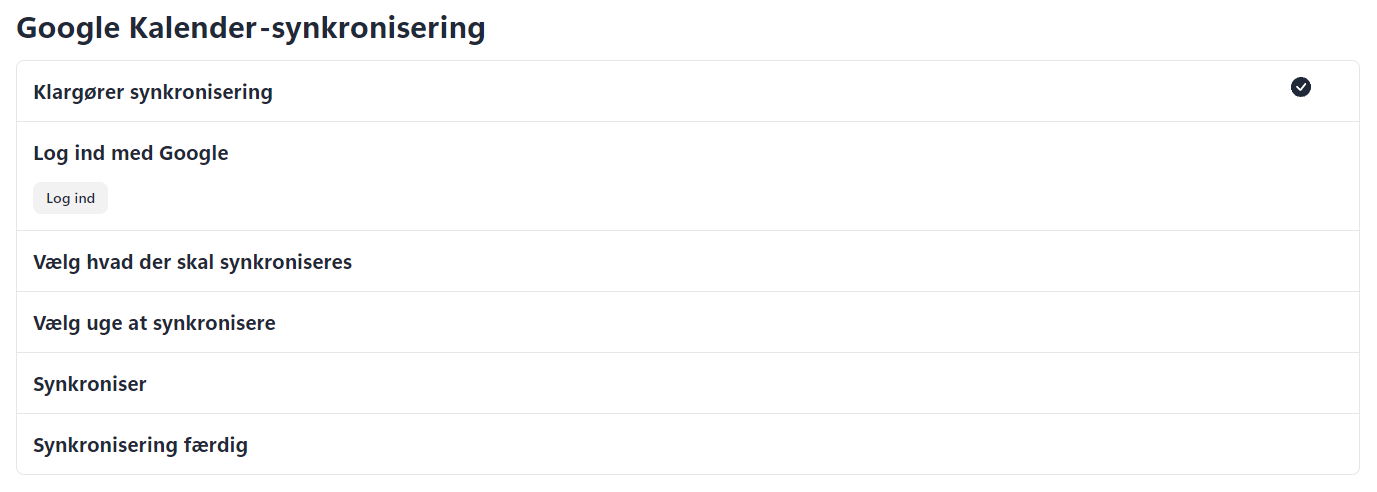 Google Kalender-synkronisering
Klargører synkronisering
Log ind med Google
Log ind
Vælg hvad der skal synkroniseres
Vælg uge at synkronisere
Synkroniser
Synkronisering færdig